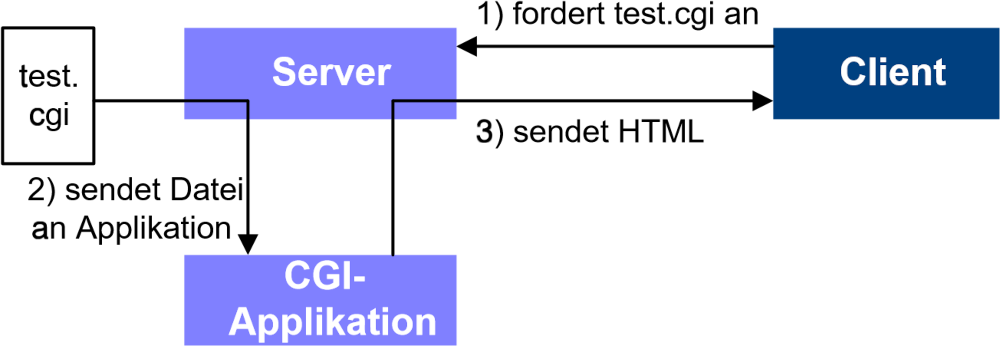 1) fordert test.cgi an
test.
cgi
Server
Client
3) sendet HTML
2) sendet Datei
an Applikation
CGI-
Applikation